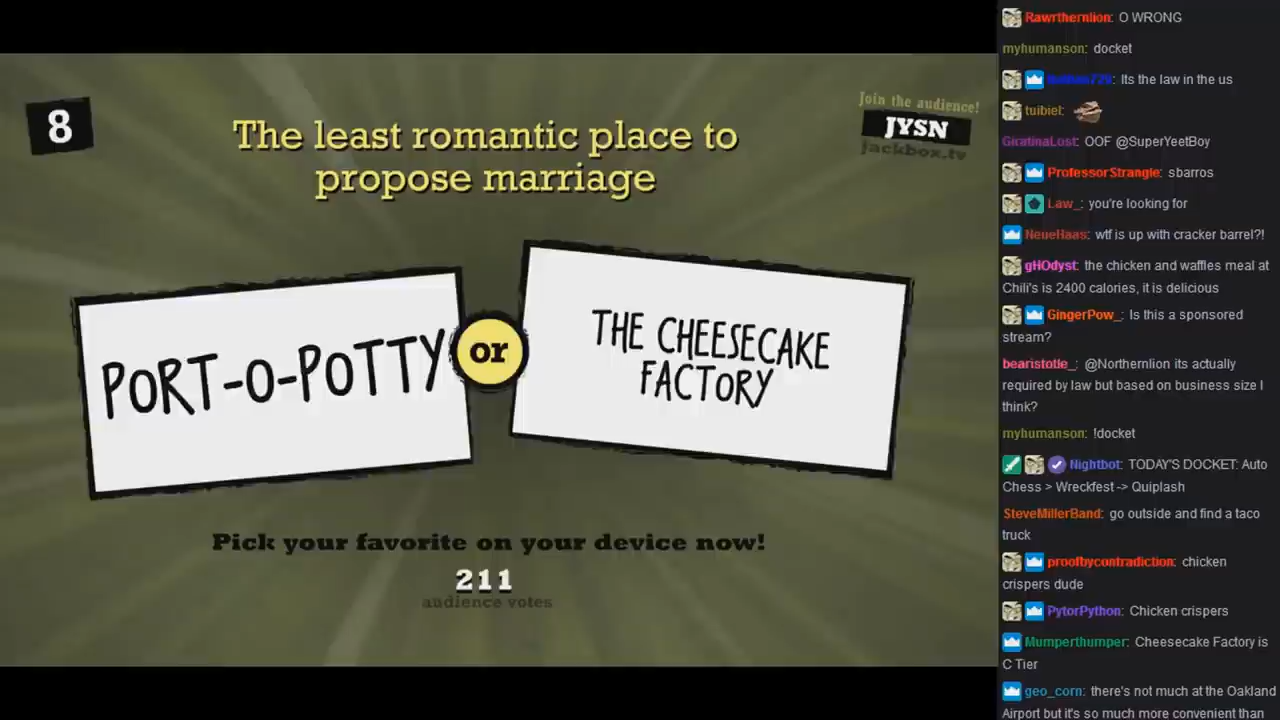 8
The least romantic place to
propose marriage
Join the audience!
JYSN
jackbox.tv
PORT-O-POTTY
or
THE CHEESECAKE
FACTORY
Pick your favorite on your device now!
211
audience votes
Rawrthernlion: O WRONG
myhumanson: docket
: Its the law in the us
tuibiet:
GiratinaLost: OOF @SuperYeetBoy
ProfessorStrangle: sbarros
Law_: you're looking for
NeueHaas: wtf is up with cracker barrel?!
gHOdyst: the chicken and waffles meal at
Chili's is 2400 calories, it is delicious
GingerPow_: Is this a sponsored
stream?
bearistotle_: @Northernlion its actually
required by law but based on business size I
think?
myhumanson: !docket
Nightbot: TODAY'S DOCKET: Auto
Chess > Wreckfest -> Quiplash
SteveMillerBand: go outside and find a taco
truck
proofbycontradiction: chicken
crispers dude
PytorPython: Chicken crispers
Mumperthumper: Cheesecake Factory is
C Tier
geo_corn: there's not much at the Oakland
Airport but it's so much more convenient than